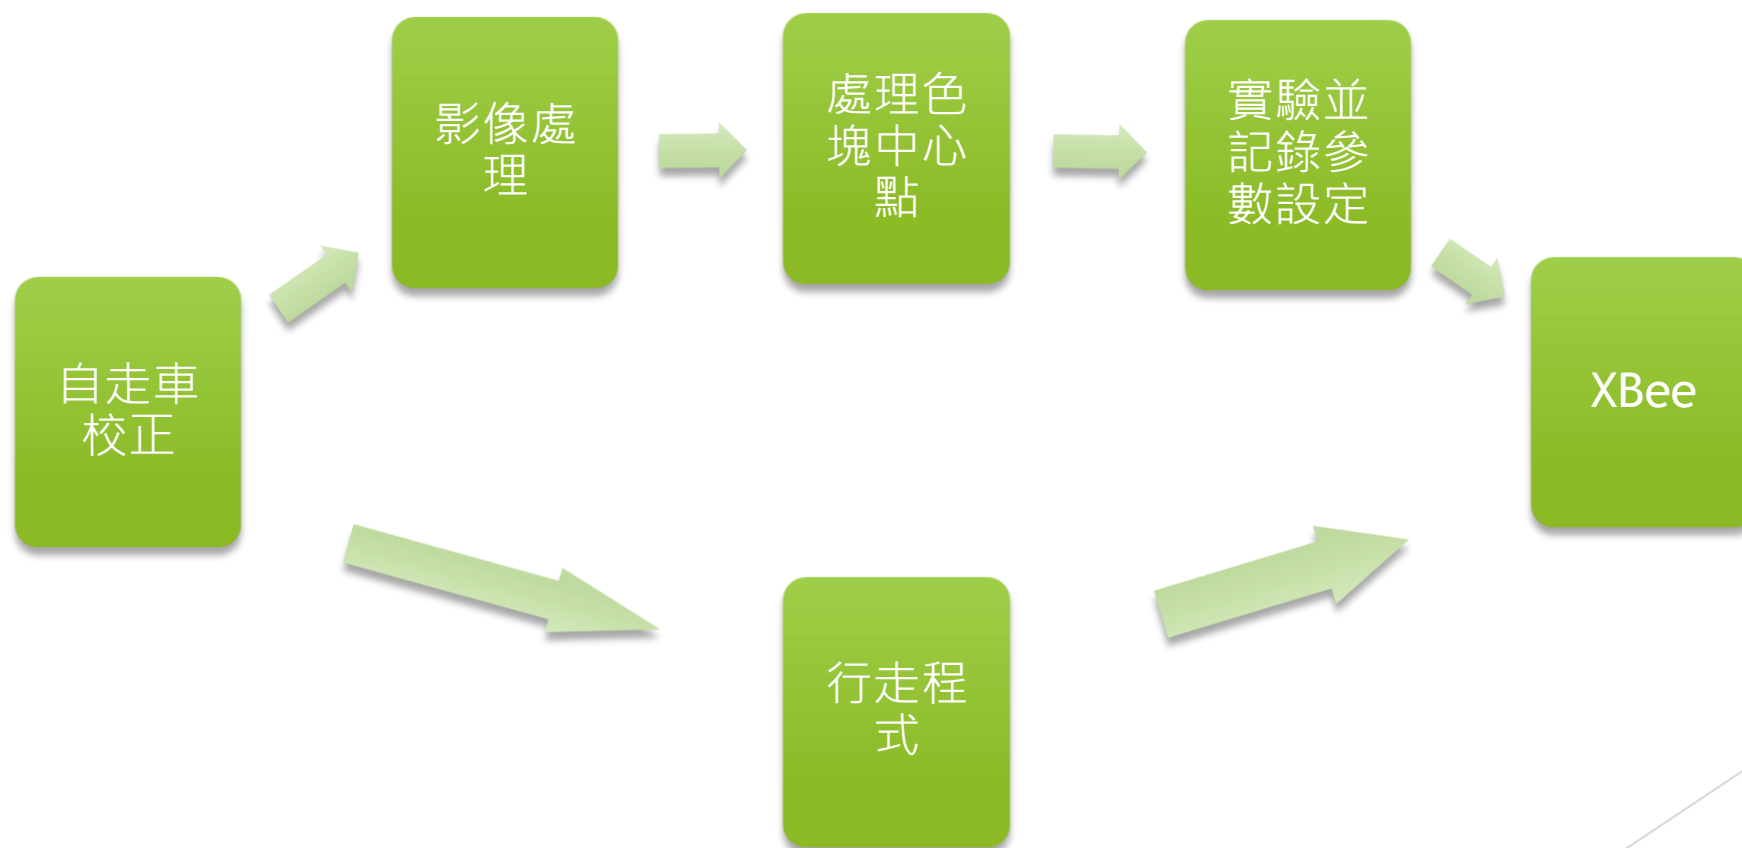 自走車
校正
影像處
理
處理色
塊中心
點
實驗並
記錄參
數設定
XBee
行走程
式